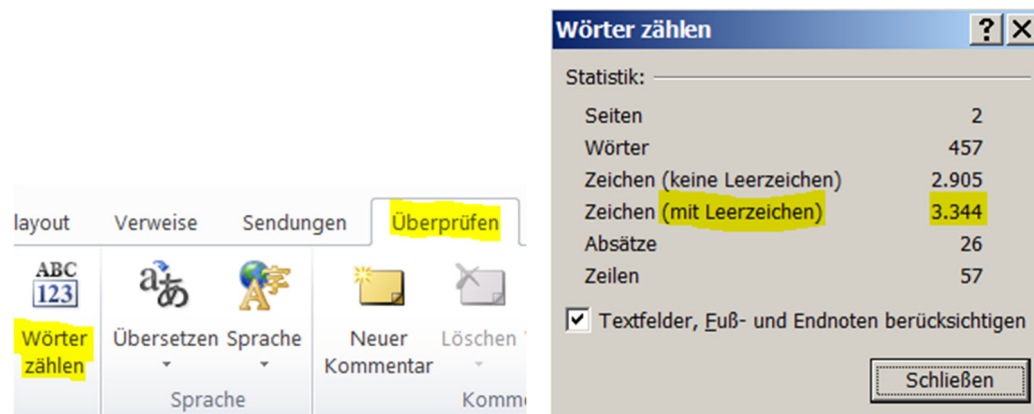 layout Verweise Sendungen Überprüfen
ABC
123
Wörter
zählen
Übersetzen Sprache
Neuer
Kommentar
Löschen
Sprache
Wörter zählen
Statistik:
Seiten 2
Wörter 457
Zeichen (keine Leerzeichen) 2.905
Zeichen (mit Leerzeichen) 3.344
Absätze 26
Zeilen 57
Textfelder, Fuß- und Endnoten berücksichtigen
Schließen